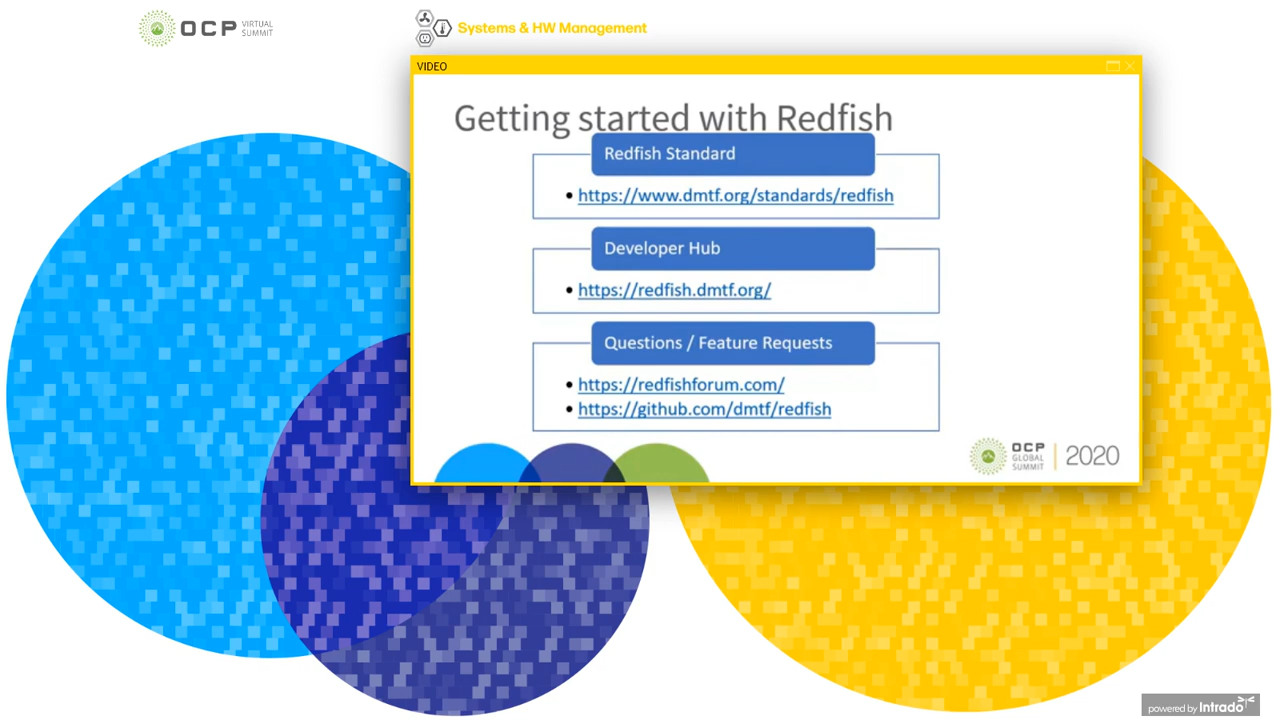 OCP VIRTUAL SUMMIT
Systems & HW Management
VIDEO
Getting started with Redfish
Redfish Standard
• https://www.dmtf.org/standards/redfish
Developer Hub
• https://redfish.dmtf.org/
Questions / Feature Requests
• https://redfishforum.com/
• https://github.com/dmtf/redfish
OCP GLOBAL SUMMIT | 2020
powered by Intrado